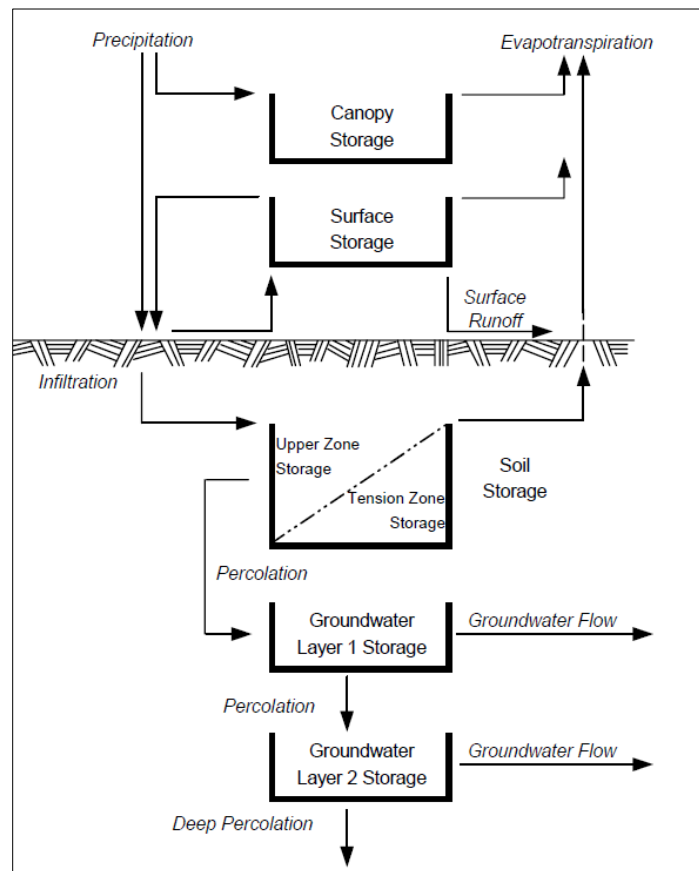 Precipitation
Evapotranspiration
Canopy
Storage
Surface
Storage
Surface
Runoff
Infiltration
Upper Zone
Storage
Tension Zone
Storage
Soil
Storage
Percolation
Groundwater
Layer 1 Storage
Groundwater Flow
Percolation
Groundwater
Layer 2 Storage
Groundwater Flow
Deep Percolation